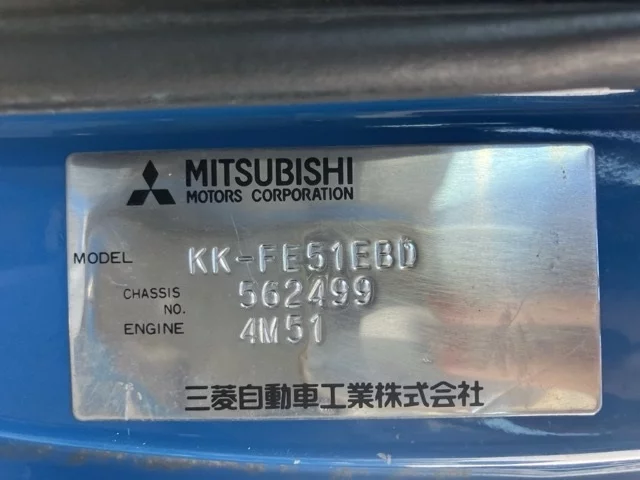 MITSUBISHI
MOTORS CORPORATION
MODEL KK-FE51EBD
CHASSIS NO. 562499
ENGINE 4M51
三菱自動車工業株式会社